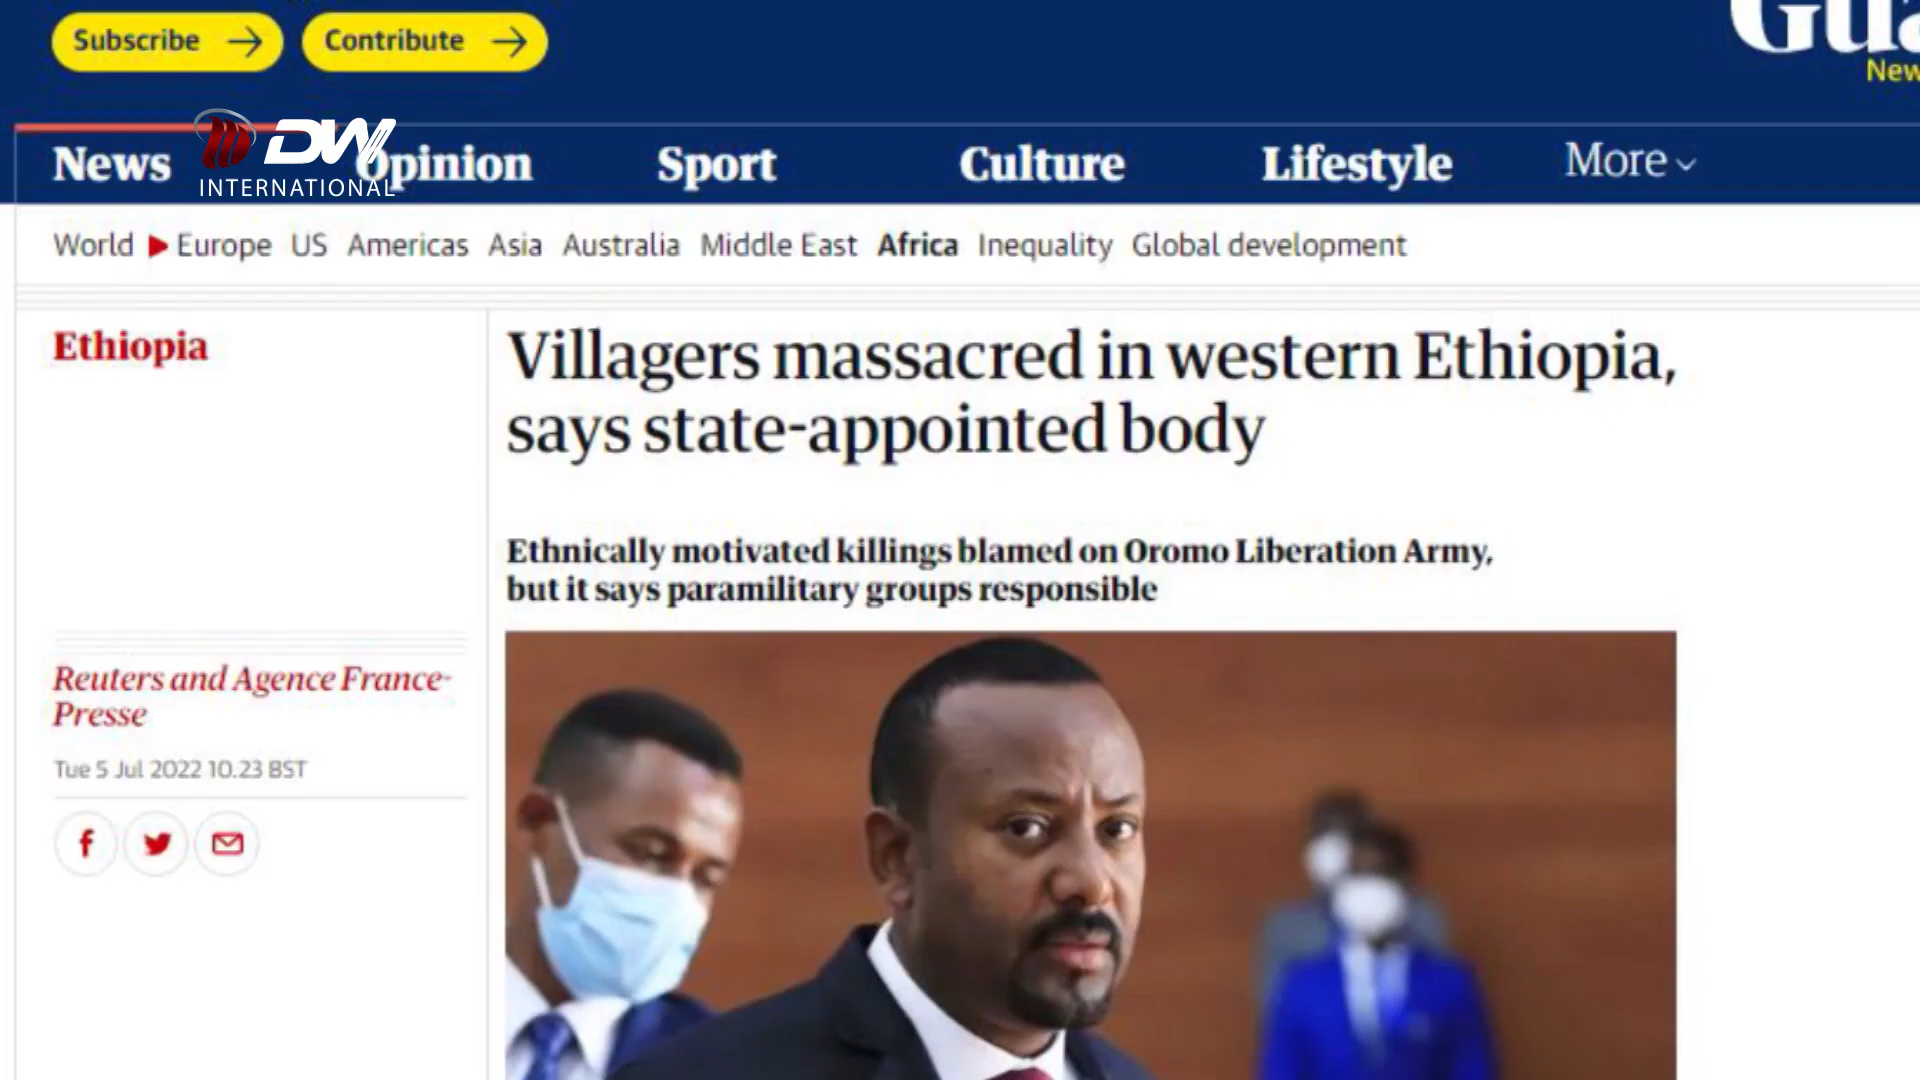 Subscribe
Contribute
Gua
New
DW
INTERNATIONAL
News
Opinion
Sport
Culture
Lifestyle
More
World Europe US Americas Asia Australia Middle East Africa Inequality Global development
Ethiopia
Villagers massacred in western Ethiopia,
says state-appointed body
Ethnically motivated killings blamed on Oromo Liberation Army,
but it says paramilitary groups responsible
Reuters and Agence France-
Presse
Tue 5 Jul 2022 10.23 BST